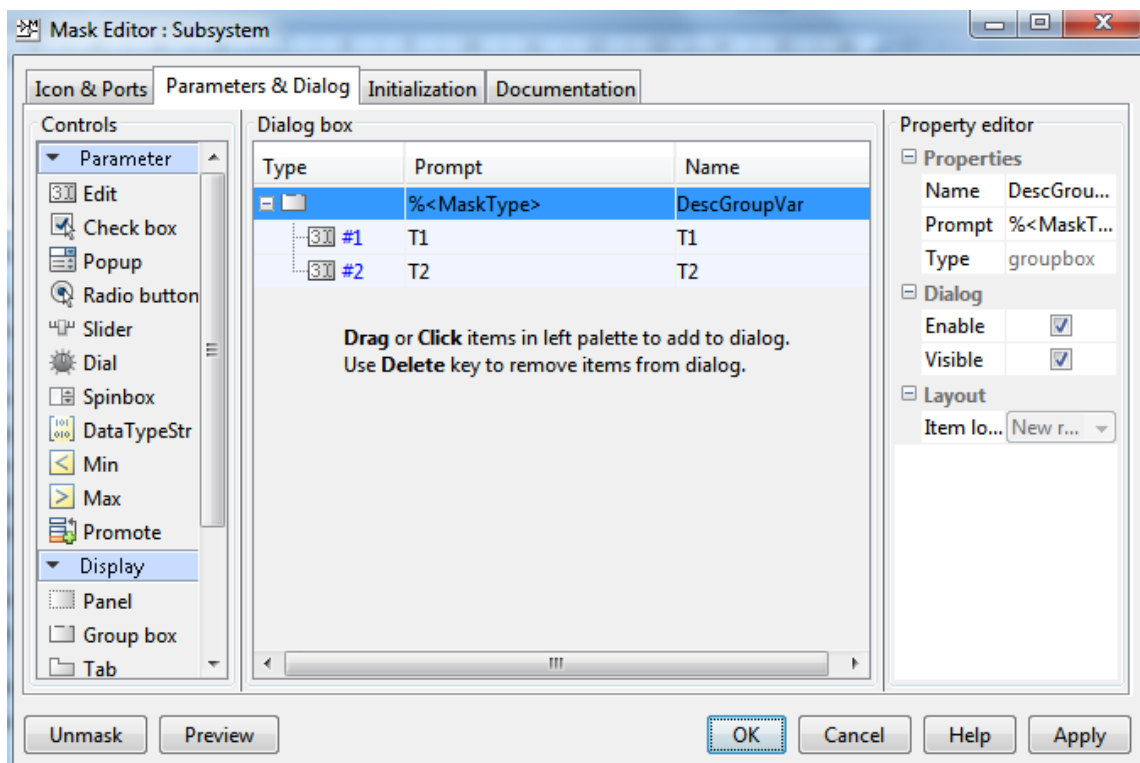 Mask Editor : Subsystem
Icon & Ports Parameters & Dialog Initialization Documentation
Controls
Parameter
Edit
Check box
Popup
Radio button
Slider
Dial
Spinbox
DataTypeStr
Min
Max
Promote
Display
Panel
Group box
Tab
Dialog box
Type Prompt Name
%<MaskType> DescGroupVar
#1 T1 T1
#2 T2 T2
Drag or Click items in left palette to add to dialog.
Use Delete key to remove items from dialog.
Property editor
Properties
Name DescGrou...
Prompt %<MaskT...
Type groupbox
Dialog
Enable
Visible
Layout
Item lo... New r...
Unmask Preview OK Cancel Help Apply